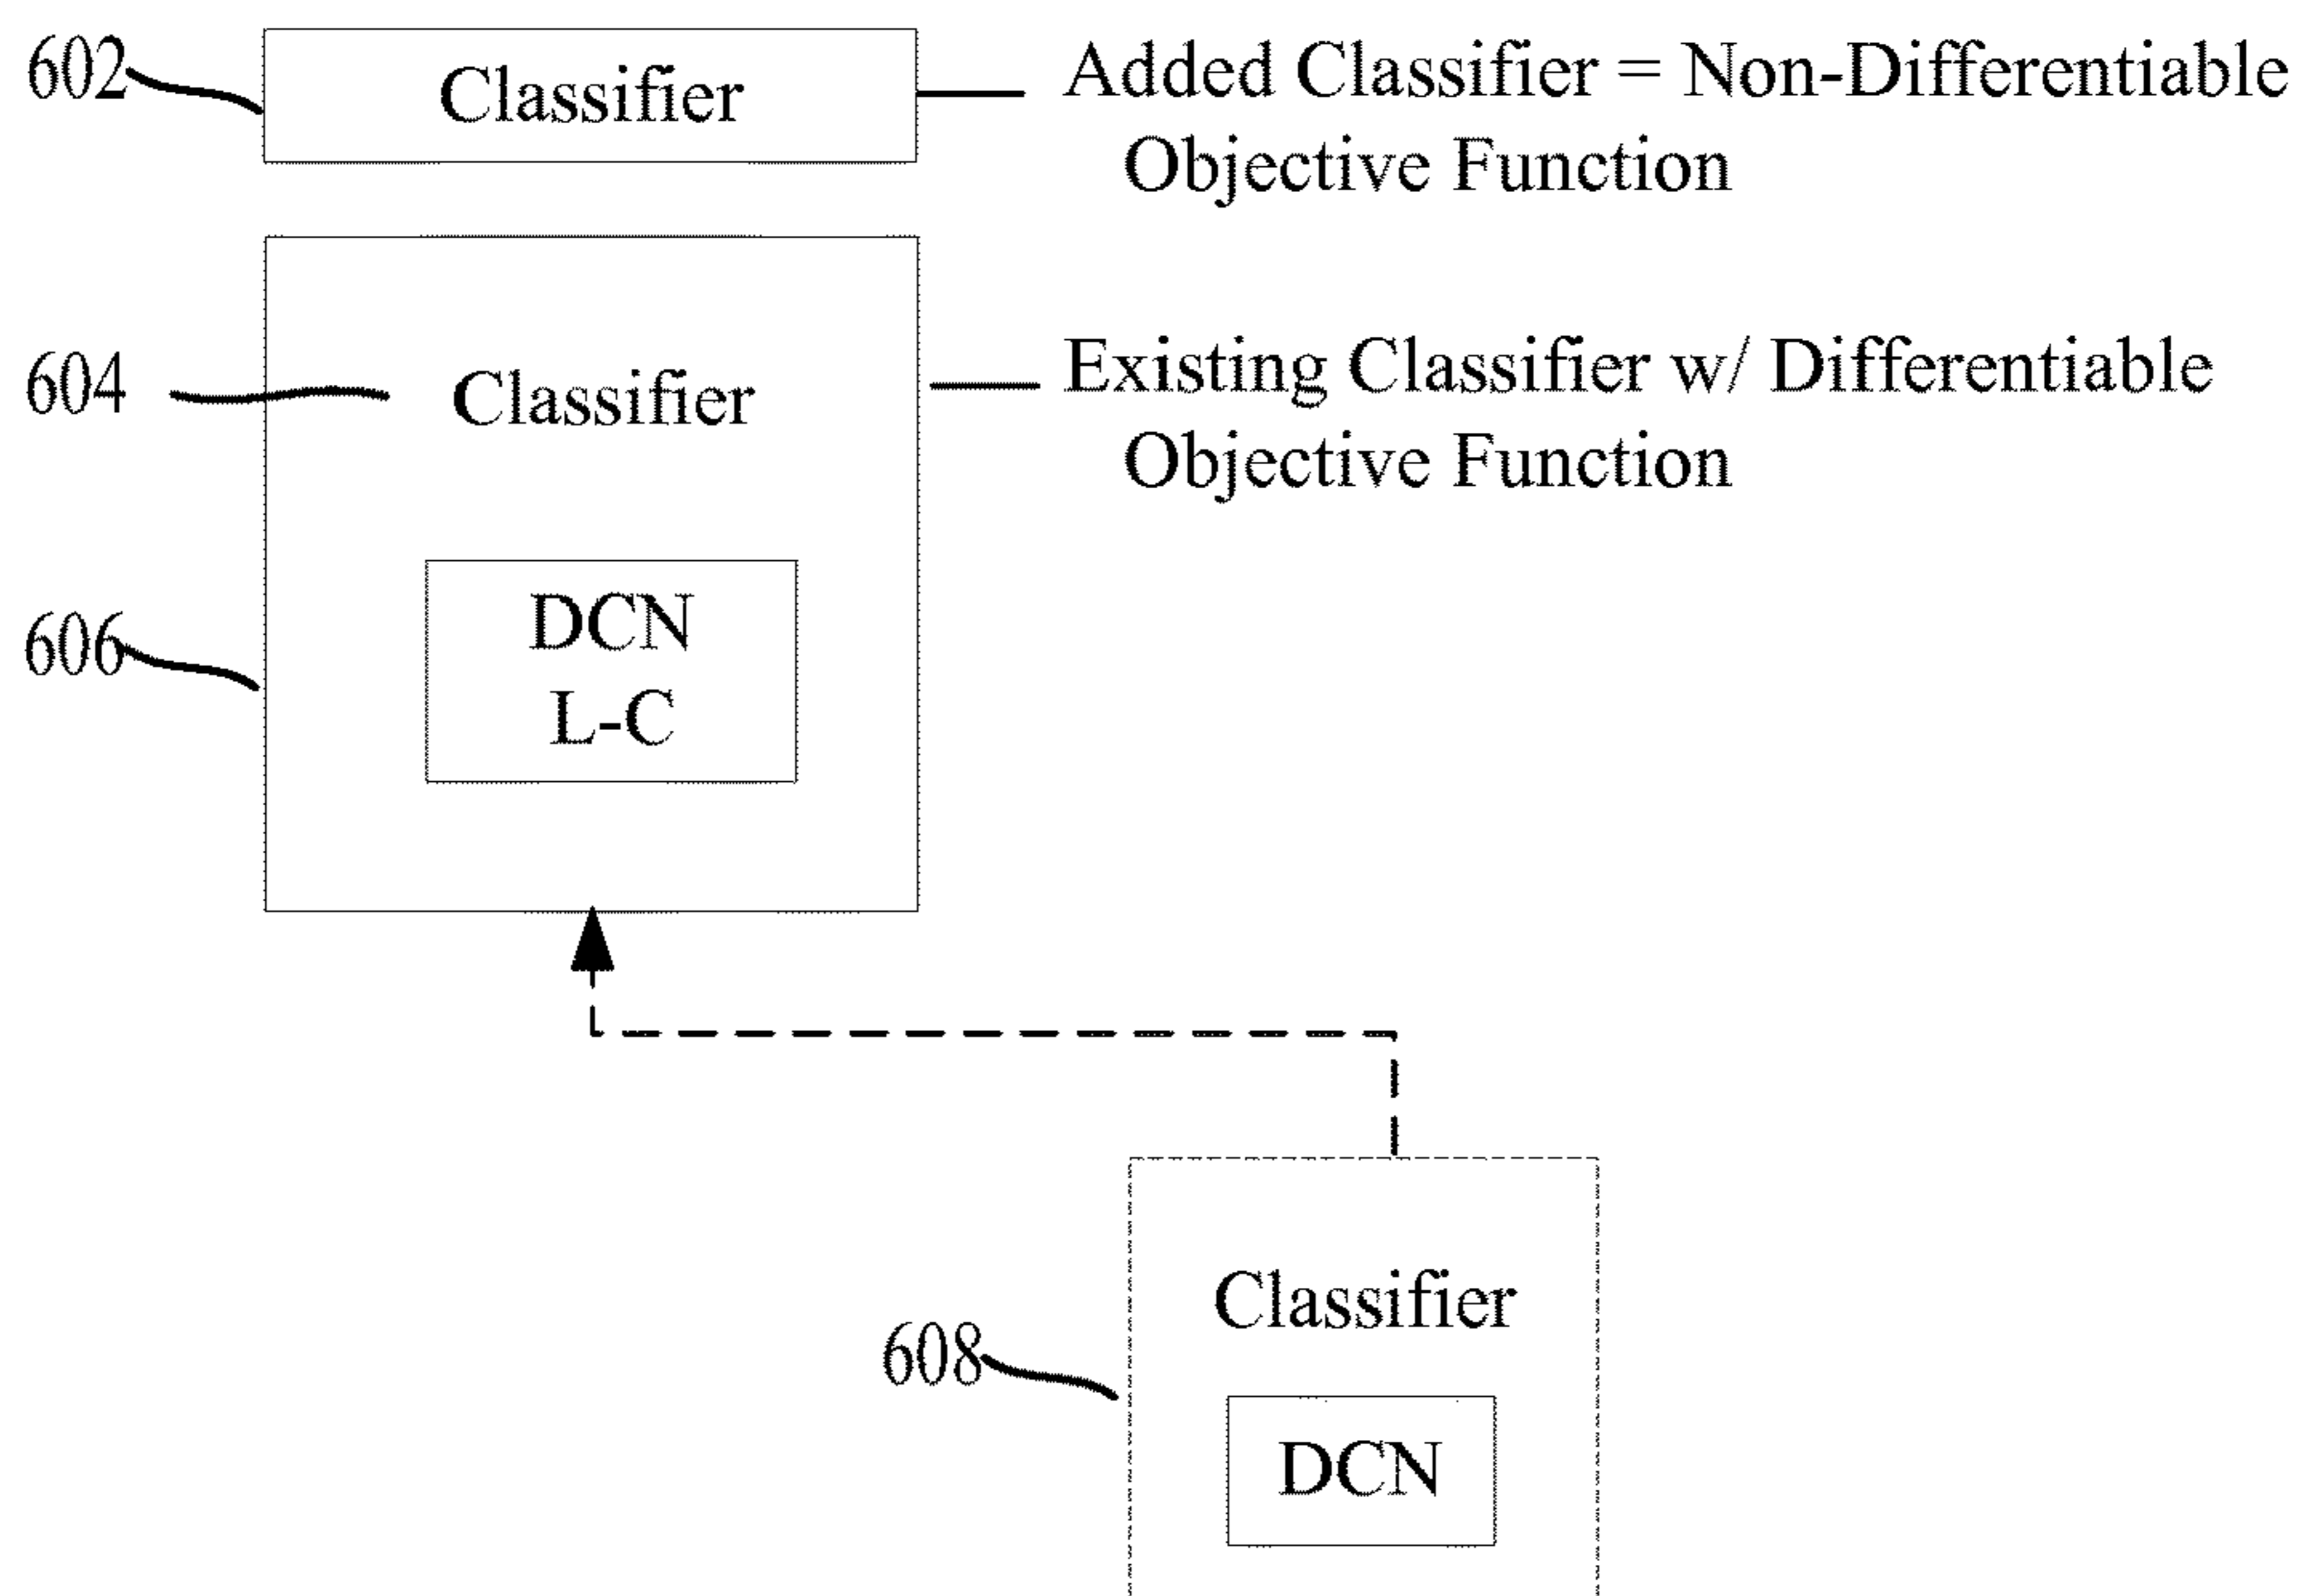 602
Classifier
Added Classifier = Non-Differentiable
Objective Function
604
Classifier
Existing Classifier w/ Differentiable
Objective Function
606
DCN
L-C
608
Classifier
DCN